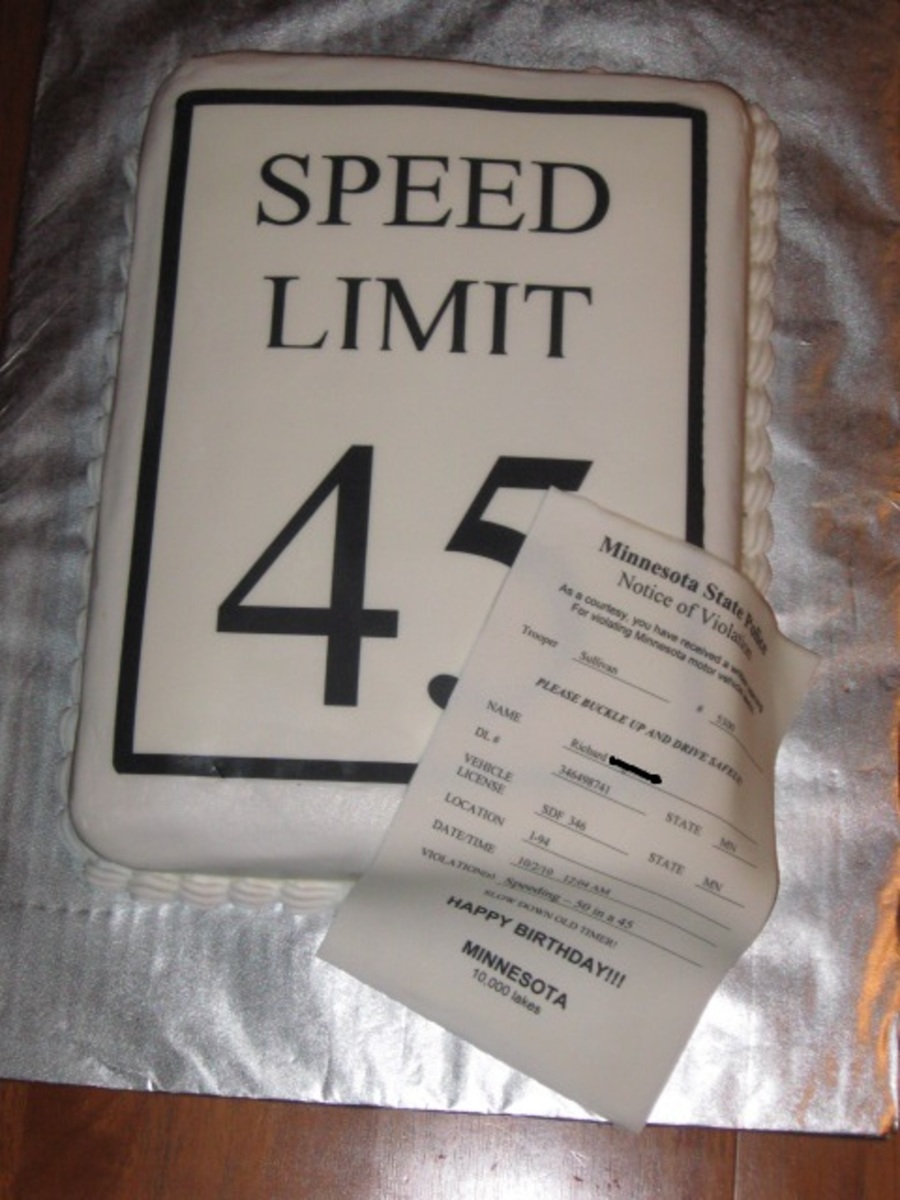 SPEED
LIMIT
45
Minnesota State Police
Notice of Violation
As a courtesy, you have received a
For violating Minnesota motor vehicle
Trooper Sullivan # 5300
PLEASE BUCKLE UP AND DRIVE SAFELY
NAME Richard
DL # 346498741 STATE MN
VEHICLE
LICENSE SDF 346 STATE MN
LOCATION I-94
DATE/TIME 10/2/10 12:04 AM
VIOLATION(s) Speeding - 50 in a 45
SLOW DOWN OLD TIMER!
HAPPY BIRTHDAY!!!
MINNESOTA
10,000 lakes